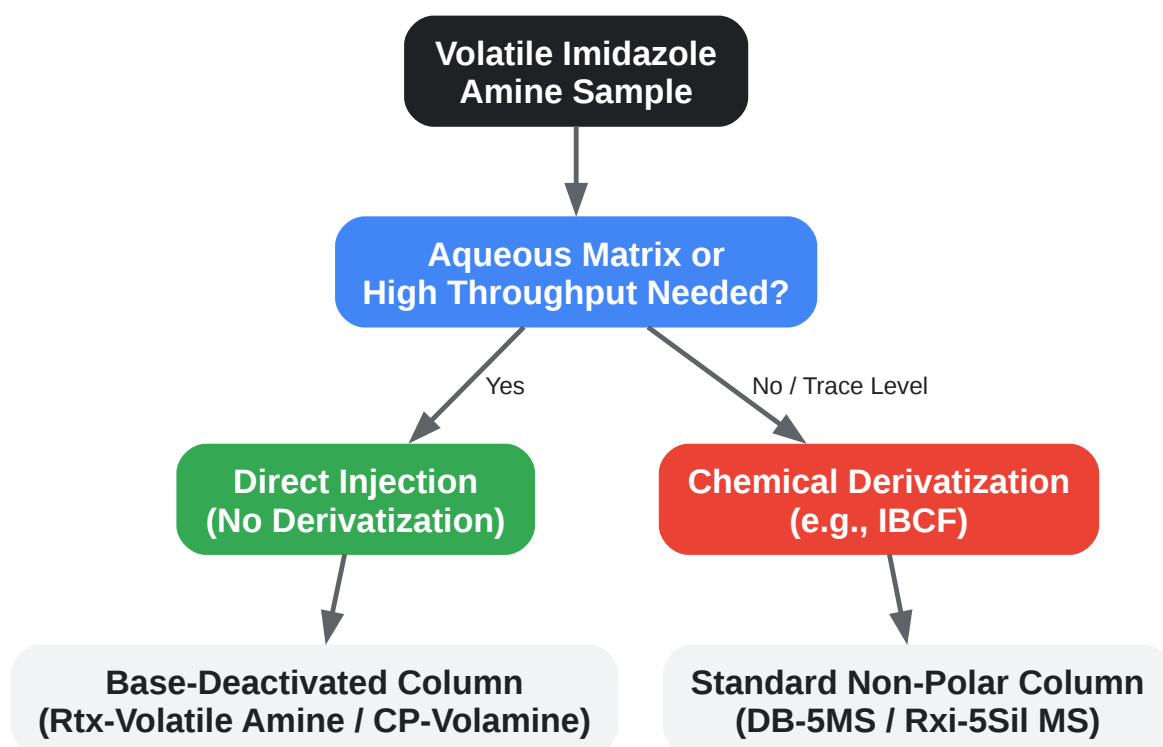 Volatile Imidazole
Amine Sample
Aqueous Matrix or
High Throughput Needed?
Yes
No / Trace Level
Direct Injection
(No Derivatization)
Chemical Derivatization
(e.g., IBCF)
Base-Deactivated Column
(Rtx-Volatile Amine / CP-Volamine)
Standard Non-Polar Column
(DB-5MS / Rxi-5Sil MS)